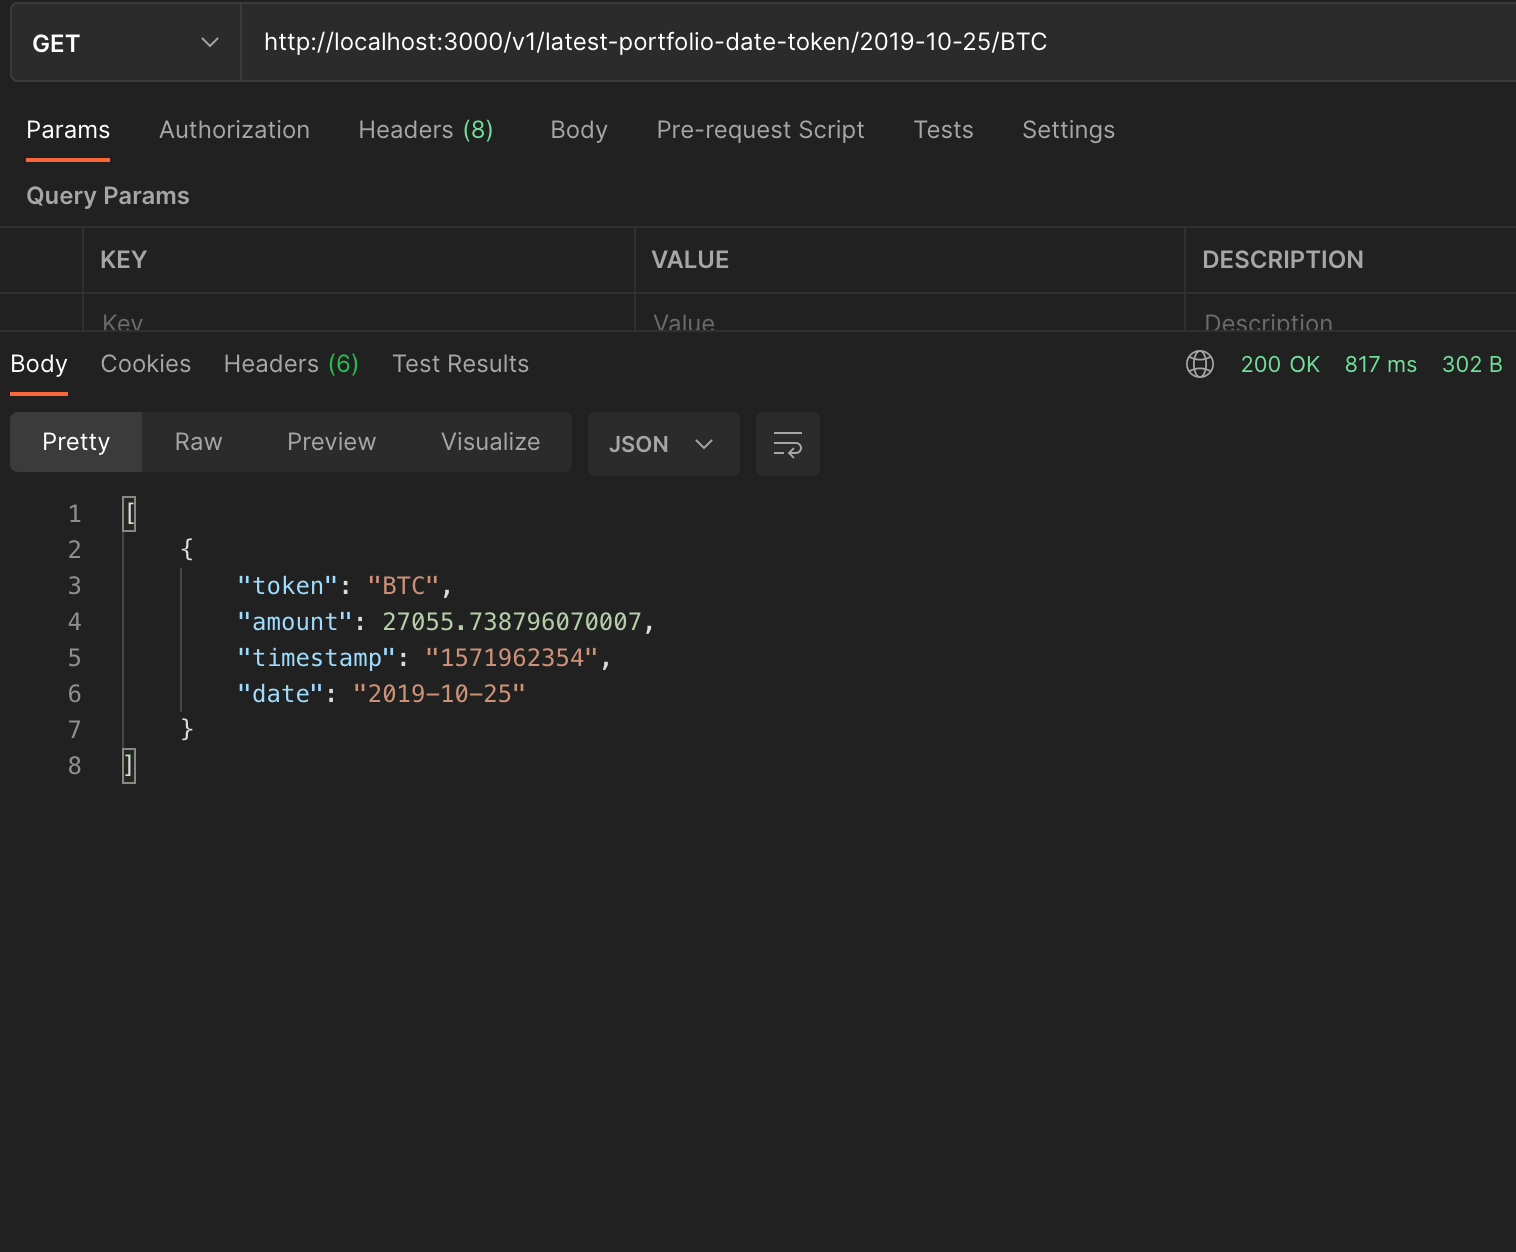 GET http://localhost:3000/v1/latest-portfolio-date-token/2019-10-25/BTC
Params Authorization Headers (8) Body Pre-request Script Tests Settings
Query Params
KEY VALUE DESCRIPTION
Key Value Description
Body Cookies Headers (6) Test Results 200 OK 817 ms 302 B
Pretty Raw Preview Visualize JSON
1 [
2 {
3 "token": "BTC",
4 "amount": 27055.738796070007,
5 "timestamp": "1571962354",
6 "date": "2019-10-25"
7 }
8 ]